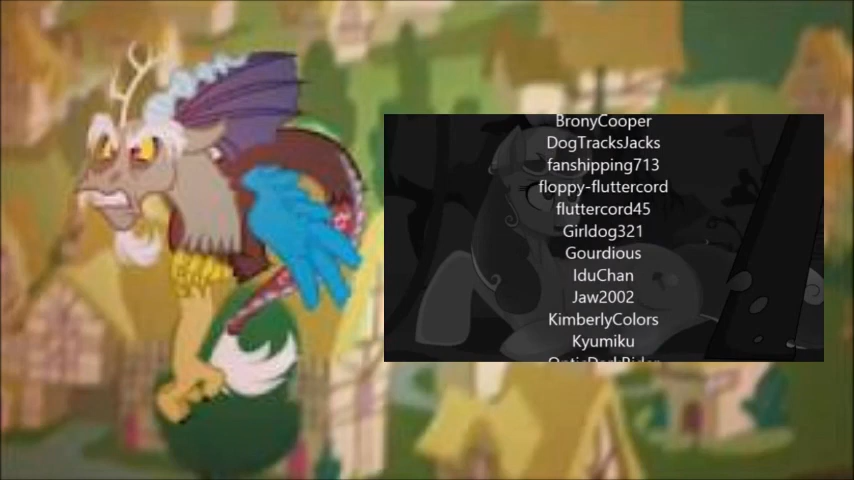 BronyCooper
DogTracksJacks
fanshipping713
floppy-fluttercord
fluttercord45
Girldog321
Gourdious
IduChan
Jaw2002
KimberlyColors
Kyumiku